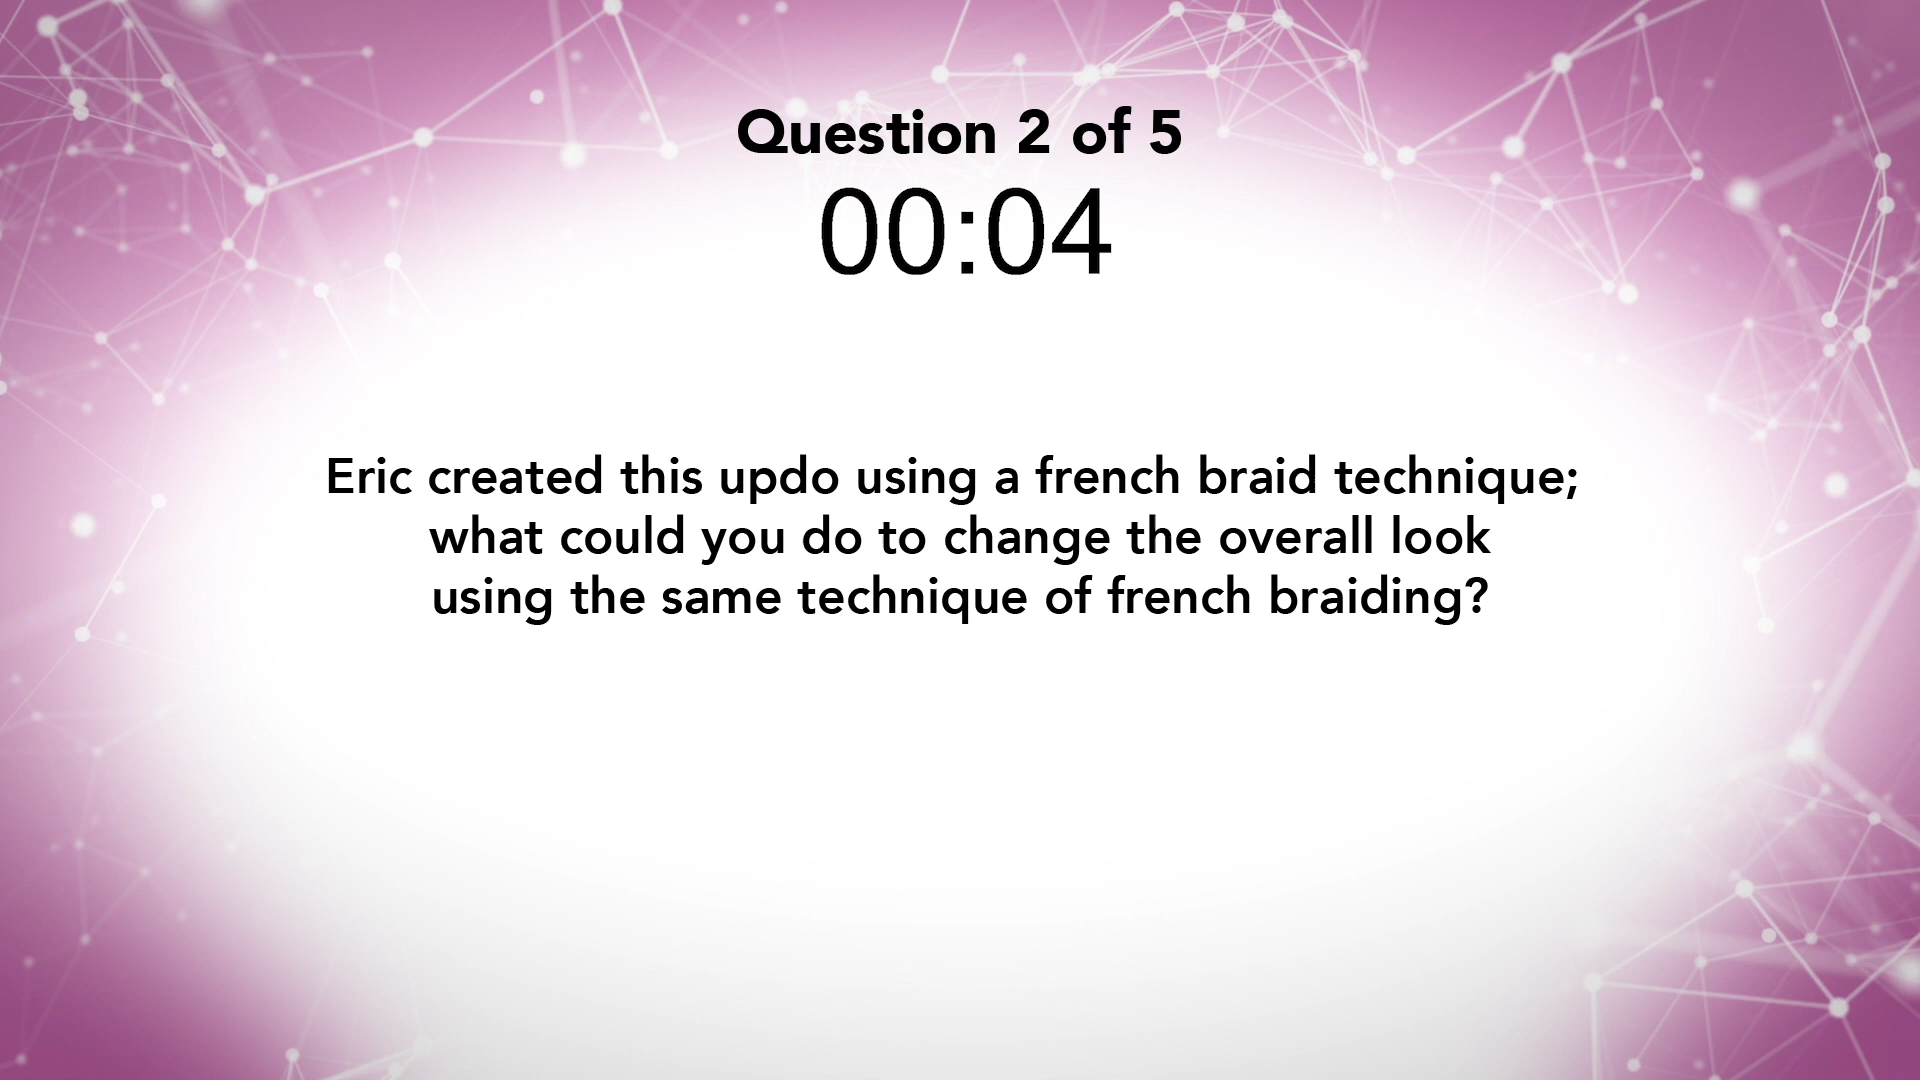 Question 2 of 5
00:04
Eric created this updo using a french braid technique;
what could you do to change the overall look
using the same technique of french braiding?